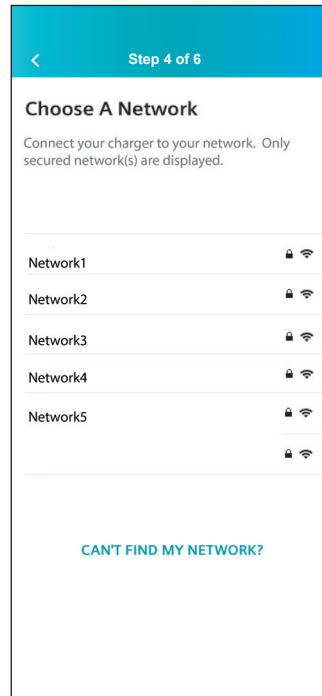 Step 4 of 6
Choose A Network
Connect your charger to your network. Only
secured network(s) are displayed.
Network1
Network2
Network3
Network4
Network5
CAN'T FIND MY NETWORK?